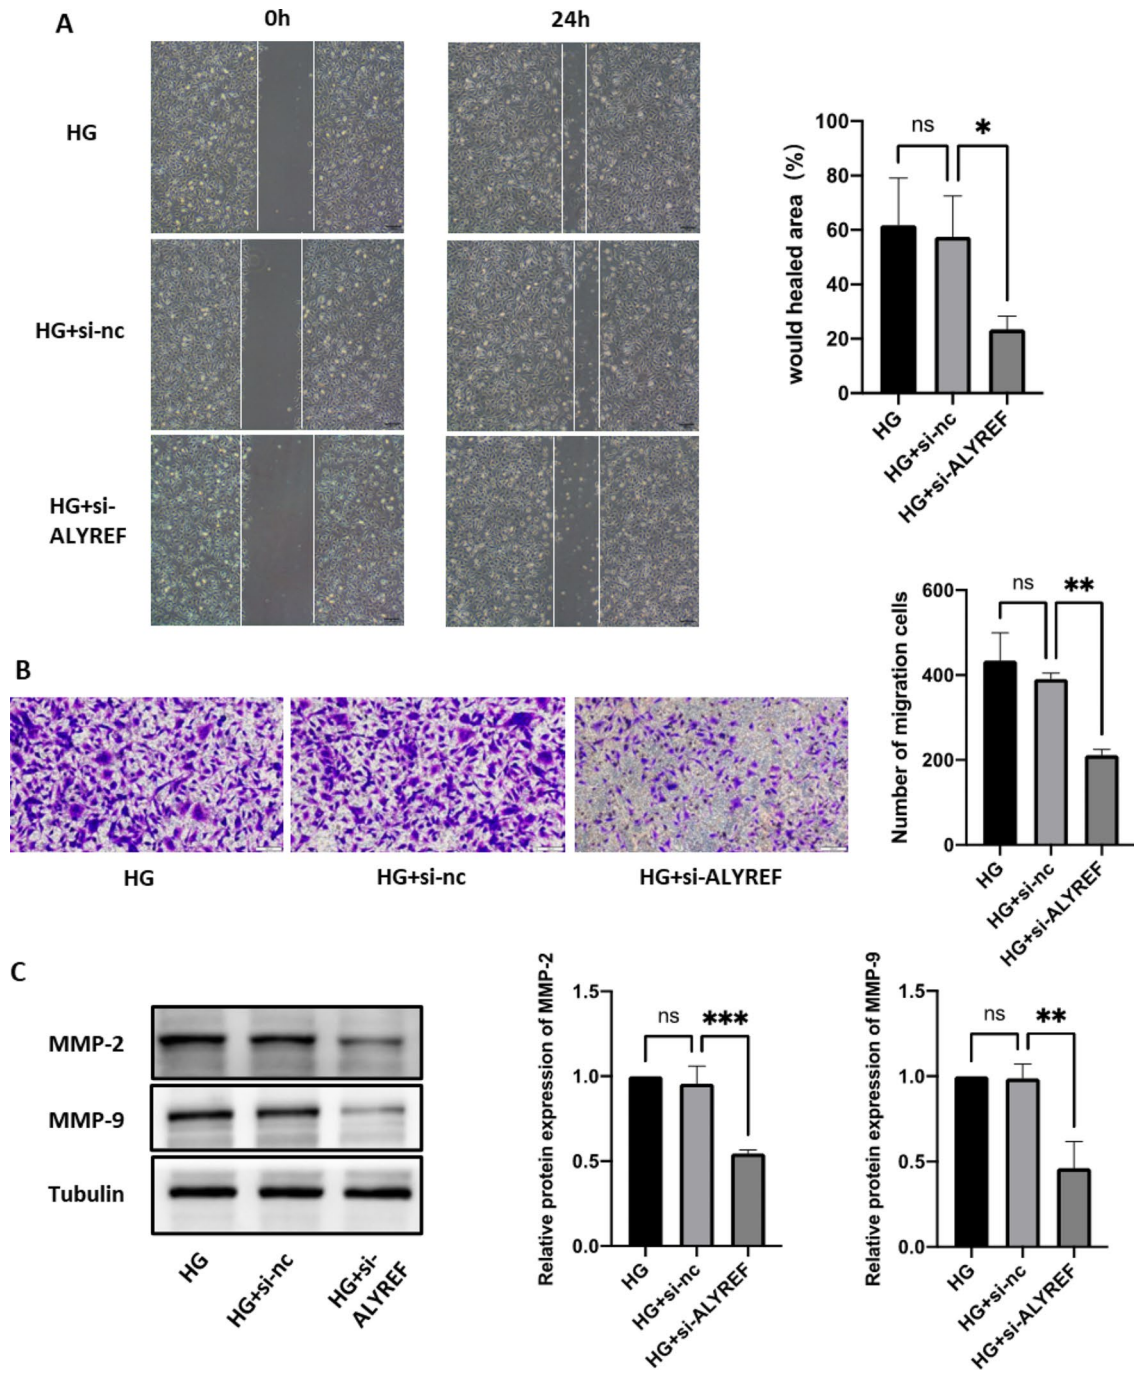 A
0h
24h
HG
HG+si-nc
HG+si-
ALYREF
would healed area (%)
100
80
60
40
20
0
ns
*
HG
HG+si-nc
HG+si-ALYREF
B
HG
HG+si-nc
HG+si-ALYREF
Number of migration cells
600
400
200
0
ns
**
HG
HG+si-nc
HG+si-ALYREF
C
MMP-2
MMP-9
Tubulin
HG
HG+si-nc
HG+si-
ALYREF
Relative protein expression of MMP-2
1.5
1.0
0.5
0.0
ns
***
HG
HG+si-nc
HG+si-ALYREF
Relative protein expression of MMP-9
1.5
1.0
0.5
0.0
ns
**
HG
HG+si-nc
HG+si-ALYREF